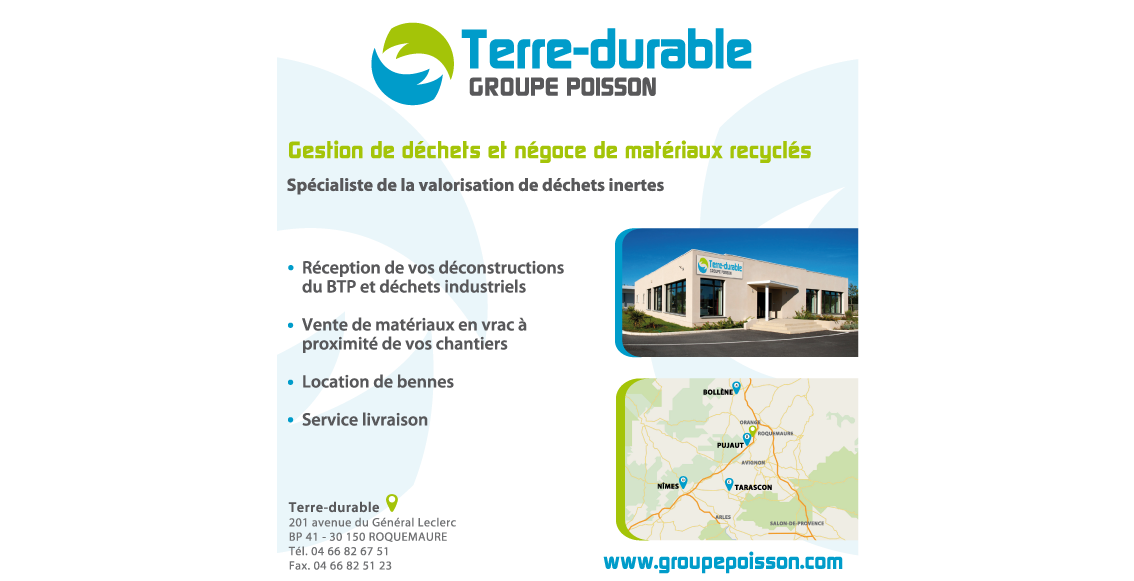 Terre-durable
GROUPE POISSON
Gestion de déchets et négoce de matériaux recyclés
Spécialiste de la valorisation de déchets inertes
• Réception de vos déconstructions
du BTP et déchets industriels
• Vente de matériaux en vrac à
proximité de vos chantiers
• Location de bennes
• Service livraison
Terre-durable
GROUPE POISSON
BOLLÈNE
ORANGE
ROQUEMAURE
PUJAUT
AVIGNON
NÎMES
TARASCON
ARLES
SALON-DE-PROVENCE
Terre-durable
201 avenue du Général Leclerc
BP 41 - 30 150 ROQUEMAURE
Tél. 04 66 82 67 51
Fax. 04 66 82 51 23
www.groupepoisson.com